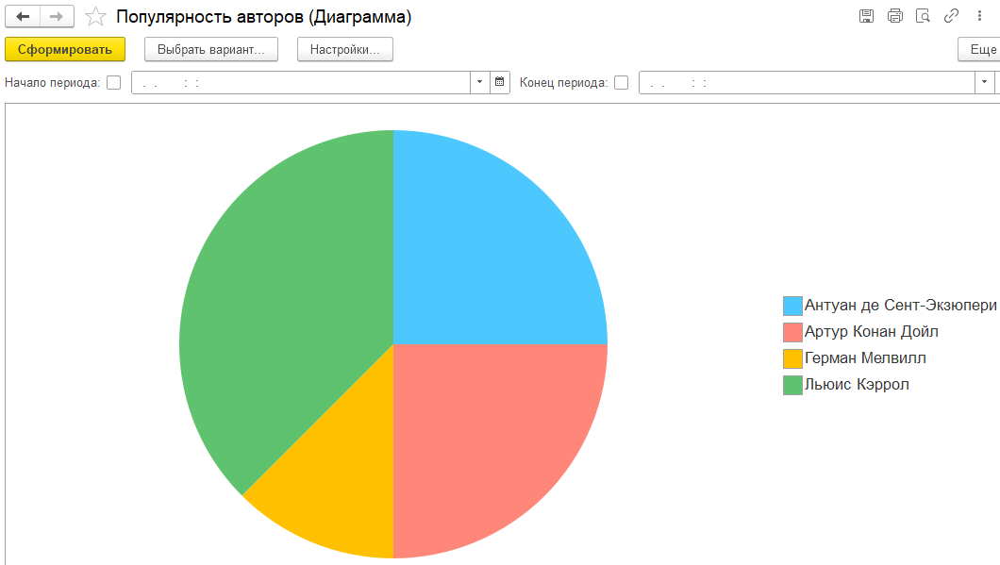 Популярность авторов (Диаграмма)
Сформировать Выбрать вариант... Настройки... Еще
Начало периода: . . : : Конец периода: . . : :
Антуан де Сент-Экзюпери
Артур Конан Дойл
Герман Мелвилл
Льюис Кэррол